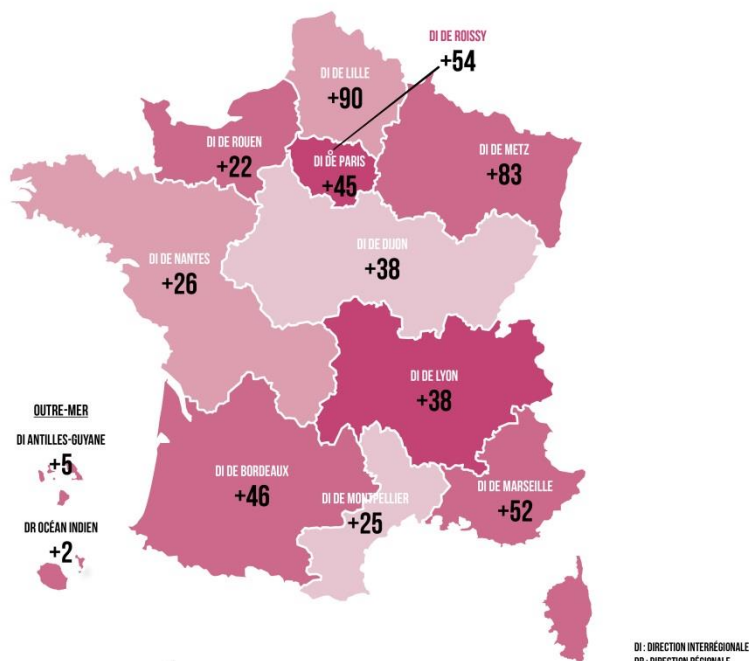 DI DE ROISSY
+54
DI DE LILLE
+90
DI DE ROUEN
+22
DI DE PARIS
+45
DI DE METZ
+83
DI DE NANTES
+26
DI DE DIJON
+38
DI DE LYON
+38
OUTRE-MER
DI ANTILLES-GUYANE
+5
DI DE BORDEAUX
+46
DI DE MONTPELLIER
+25
DI DE MARSEILLE
+52
DR OCÉAN INDIEN
+2
DI : DIRECTION INTERRÉGIONALE
DR : DIRECTION RÉGIONALE